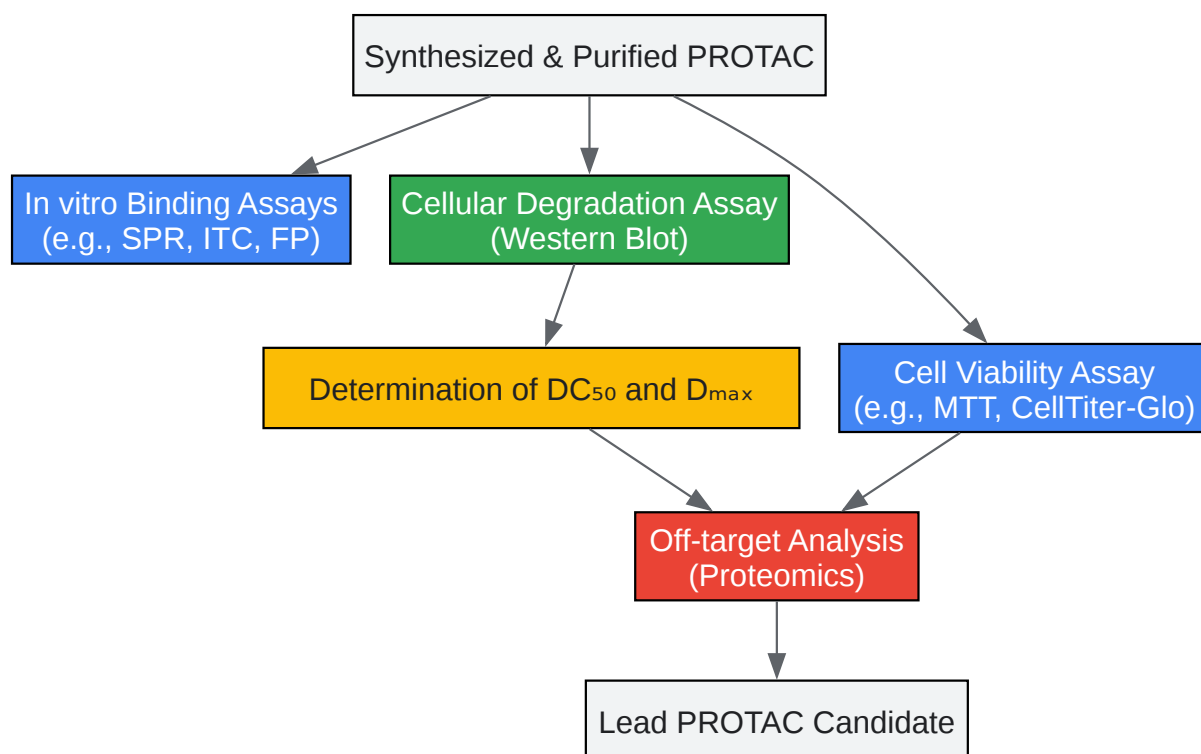 Synthesized & Purified PROTAC
In vitro Binding Assays
(e.g., SPR, ITC, FP)
Cellular Degradation Assay
(Western Blot)
Determination of DC₅₀ and Dₘₐₓ
Cell Viability Assay
(e.g., MTT, CellTiter-Glo)
Off-target Analysis
(Proteomics)
Lead PROTAC Candidate